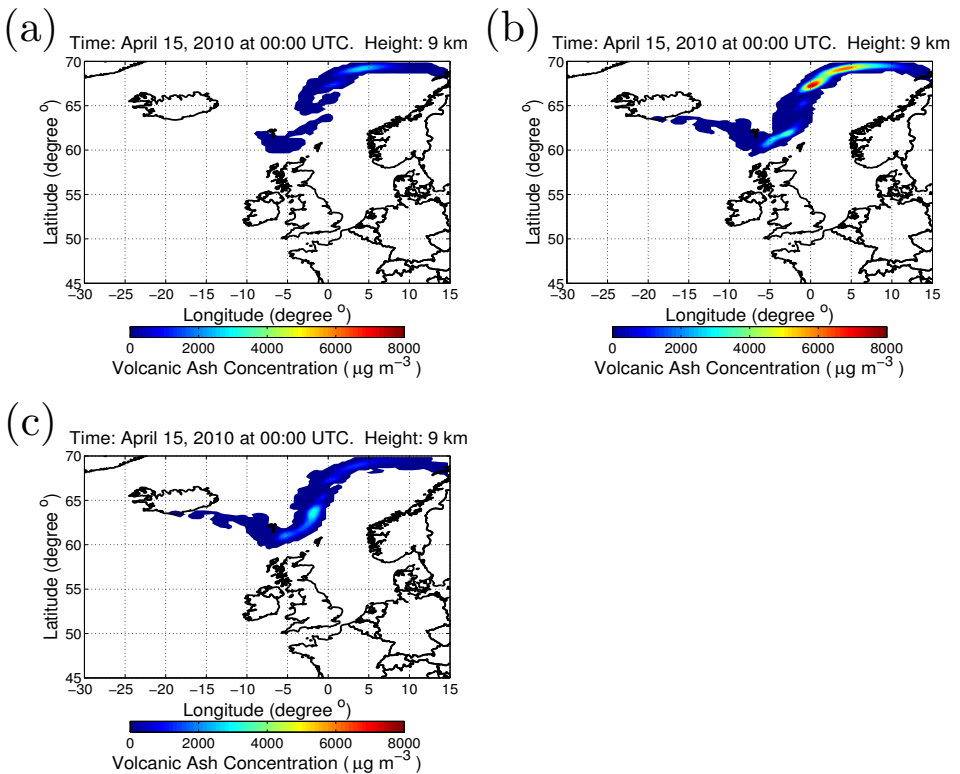 (a)
Time: April 15, 2010 at 00:00 UTC. Height: 9 km
70
65
60
55
50
45
Latitude (degree °)
−30 −25 −20 −15 −10 −5 0 5 10 15
Longitude (degree °)
0 2000 4000 6000 8000
Volcanic Ash Concentration ( μg m⁻³)
(b)
Time: April 15, 2010 at 00:00 UTC. Height: 9 km
70
65
60
55
50
45
Latitude (degree °)
−30 −25 −20 −15 −10 −5 0 5 10 15
Longitude (degree °)
0 2000 4000 6000 8000
Volcanic Ash Concentration ( μg m⁻³)
(c)
Time: April 15, 2010 at 00:00 UTC. Height: 9 km
70
65
60
55
50
45
Latitude (degree °)
−30 −25 −20 −15 −10 −5 0 5 10 15
Longitude (degree °)
0 2000 4000 6000 8000
Volcanic Ash Concentration ( μg m⁻³)